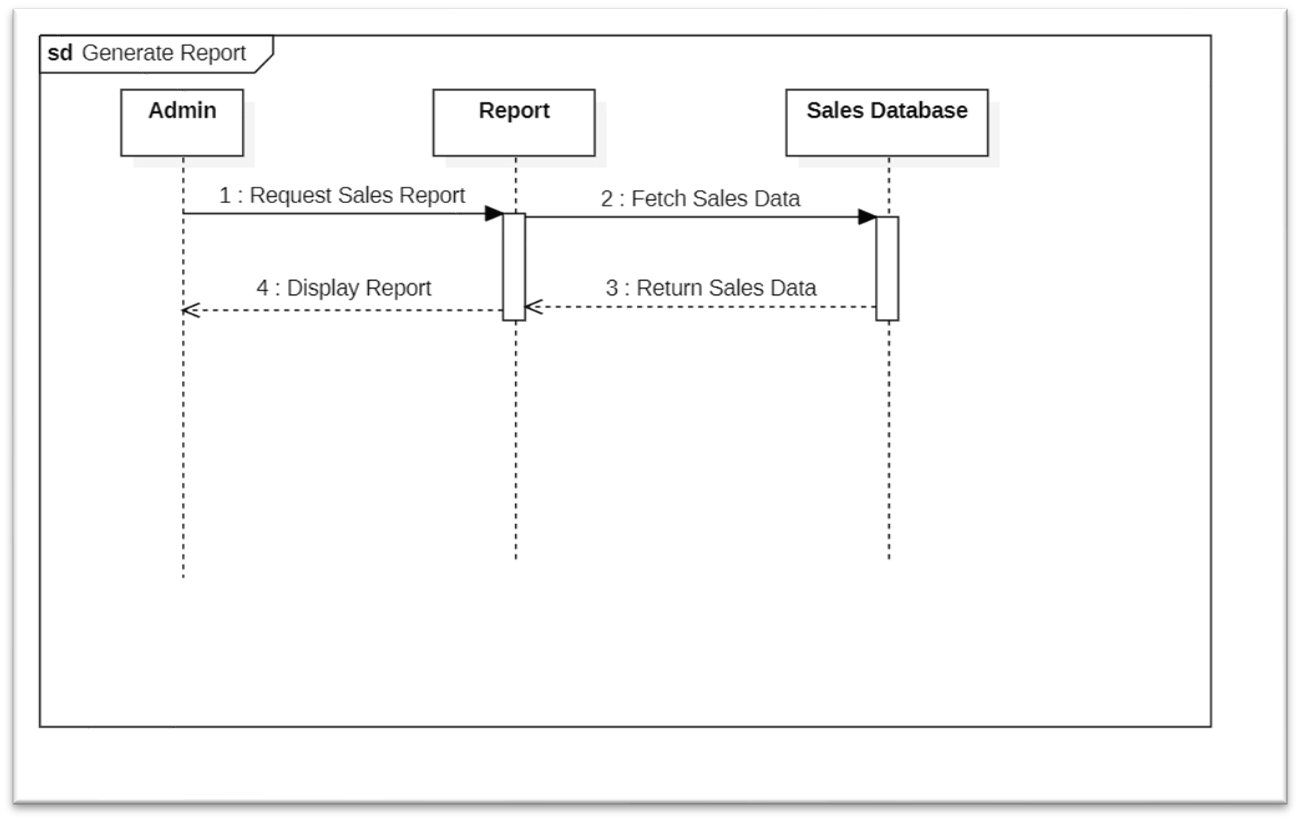 sd Generate Report
Admin
Report
Sales Database
1 : Request Sales Report
2 : Fetch Sales Data
4 : Display Report
3 : Return Sales Data